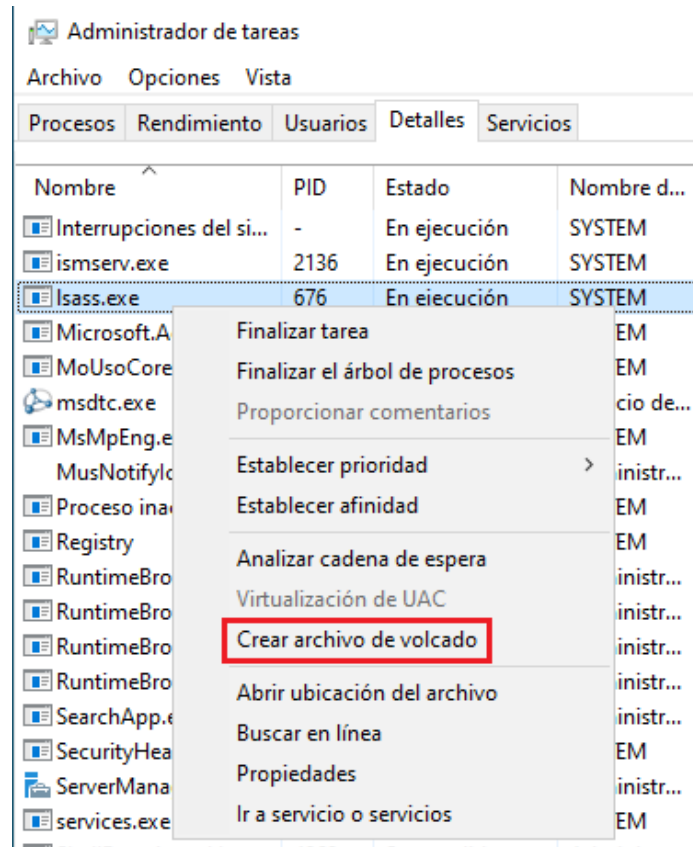 Administrador de tareas
Archivo Opciones Vista
Procesos Rendimiento Usuarios Detalles Servicios
Nombre PID Estado Nombre d...
Interrupciones del si... - En ejecución SYSTEM
ismserv.exe 2136 En ejecución SYSTEM
lsass.exe 676 En ejecución SYSTEM
Microsoft.A EM
MoUsoCore EM
msdtc.exe cio de...
MsMpEng.e EM
MusNotifyIc inistr...
Proceso ina EM
Registry EM
RuntimeBro inistr...
RuntimeBro inistr...
RuntimeBro inistr...
RuntimeBro inistr...
SearchApp.e inistr...
SecurityHea EM
ServerMana inistr...
services.exe EM
Finalizar tarea
Finalizar el árbol de procesos
Proporcionar comentarios
Establecer prioridad >
Establecer afinidad
Analizar cadena de espera
Virtualización de UAC
Crear archivo de volcado
Abrir ubicación del archivo
Buscar en línea
Propiedades
Ir a servicio o servicios